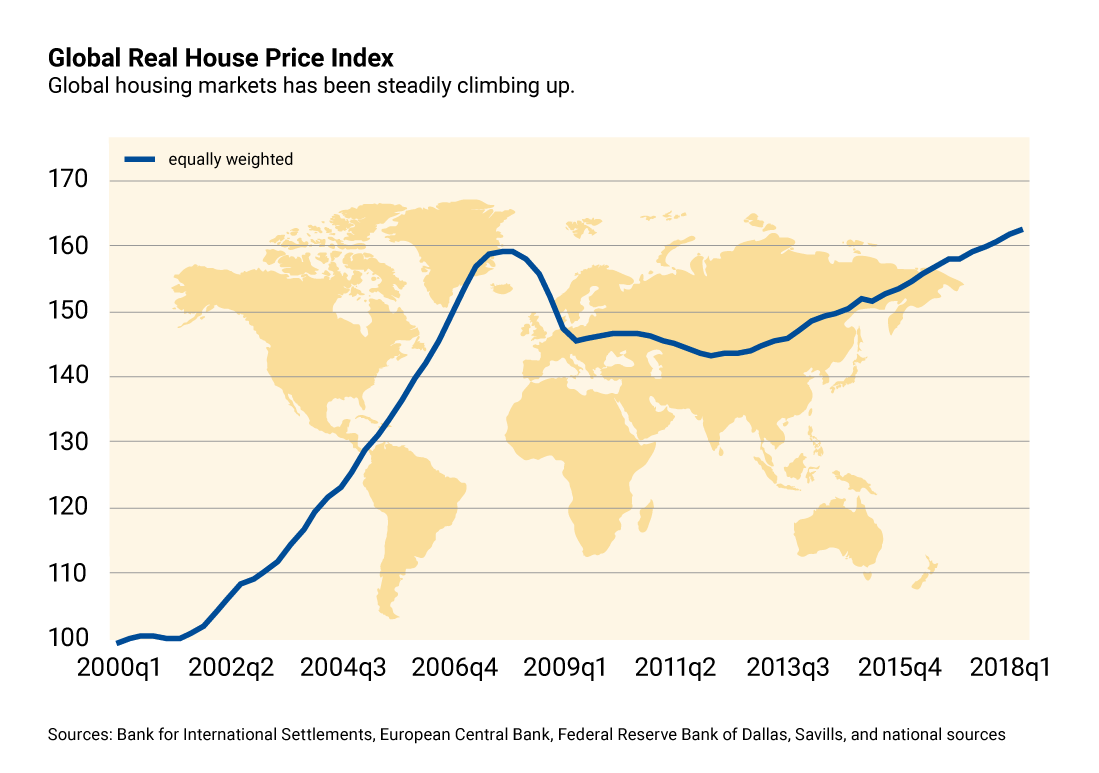 Global Real House Price Index
Global housing markets has been steadily climbing up.
equally weighted
170
160
150
140
130
120
110
100
2000q1 2002q2 2004q3 2006q4 2009q1 2011q2 2013q3 2015q4 2018q1
Sources: Bank for International Settlements, European Central Bank, Federal Reserve Bank of Dallas, Savills, and national sources